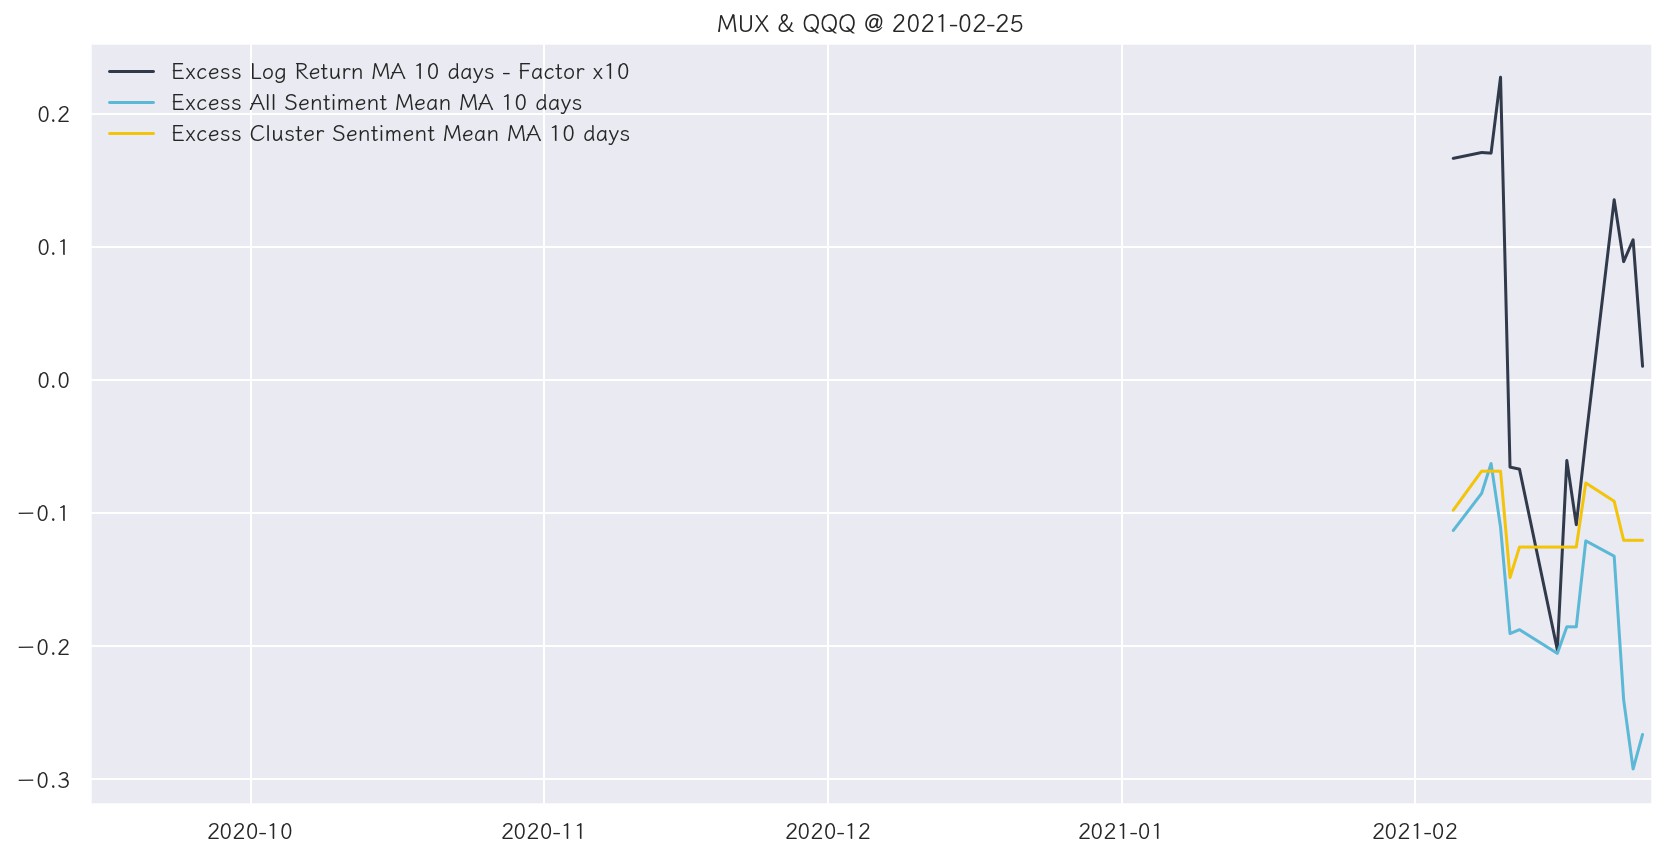 MUX & QQQ @ 2021-02-25
Excess Log Return MA 10 days - Factor x10
Excess All Sentiment Mean MA 10 days
Excess Cluster Sentiment Mean MA 10 days
0.2
0.1
0.0
−0.1
−0.2
−0.3
2020-10 2020-11 2020-12 2021-01 2021-02